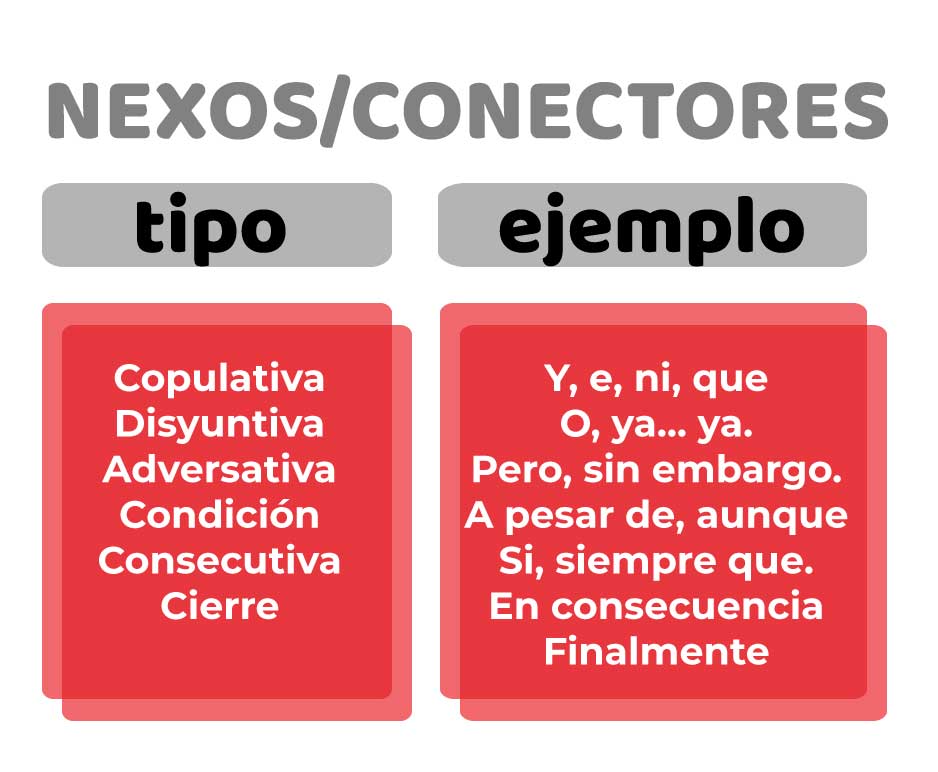 NEXOS/CONECTORES
tipo
ejemplo
Copulativa
Disyuntiva
Adversativa
Condición
Consecutiva
Cierre
Y, e, ni, que
O, ya... ya.
Pero, sin embargo.
A pesar de, aunque
Si, siempre que.
En consecuencia
Finalmente